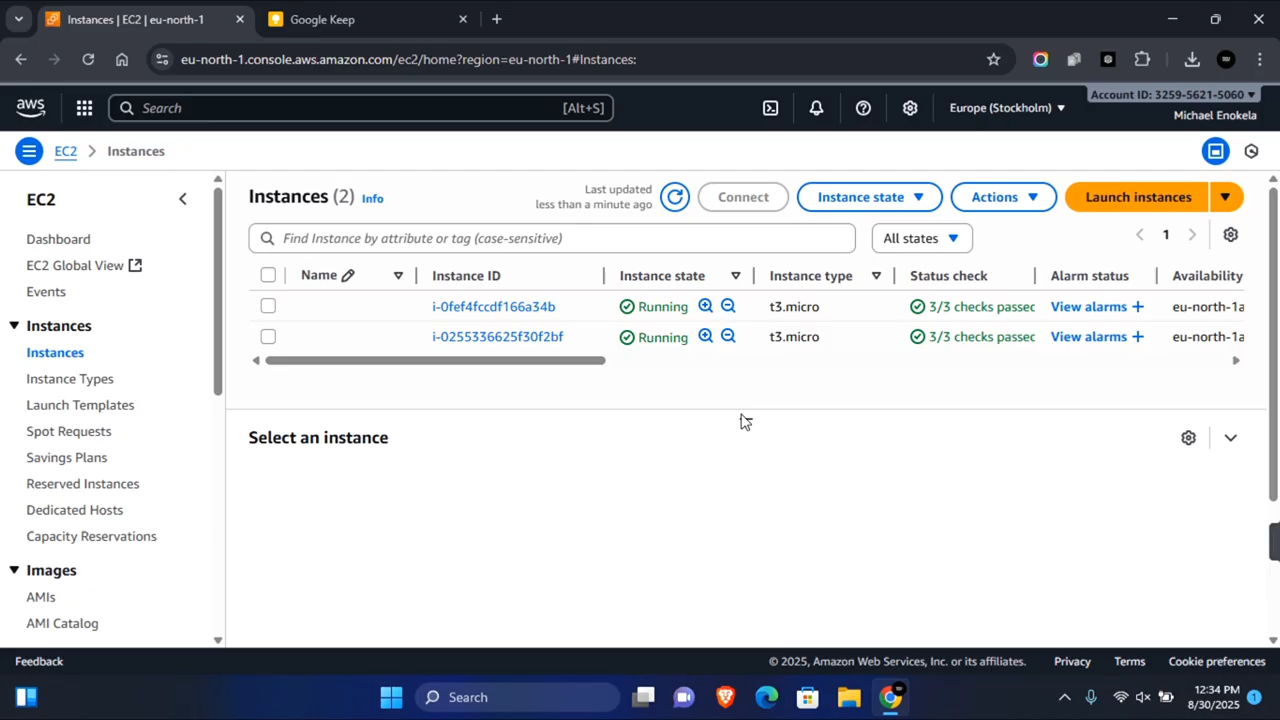 Instances | EC2 | eu-north-1
Google Keep
eu-north-1.console.aws.amazon.com/ec2/home?region=eu-north-1#Instances:
aws
Search
[Alt+S]
Europe (Stockholm)
Account ID: 3259-5621-5060
Michael Enokela
EC2
Instances
EC2
Dashboard
EC2 Global View
Events
Instances
Instances
Instance Types
Launch Templates
Spot Requests
Savings Plans
Reserved Instances
Dedicated Hosts
Capacity Reservations
Images
AMIs
AMI Catalog
Instances (2) Info
Last updated
less than a minute ago
Connect
Instance state
Actions
Launch instances
Find Instance by attribute or tag (case-sensitive)
All states
1
Name Instance ID Instance state Instance type Status check Alarm status Availability
i-0fef4fccdf166a34b Running t3.micro 3/3 checks passec View alarms + eu-north-1a
i-0255336625f30f2bf Running t3.micro 3/3 checks passec View alarms + eu-north-1a
Select an instance
Feedback
© 2025, Amazon Web Services, Inc. or its affiliates.
Privacy
Terms
Cookie preferences
Search
12:34 PM
8/30/2025
1